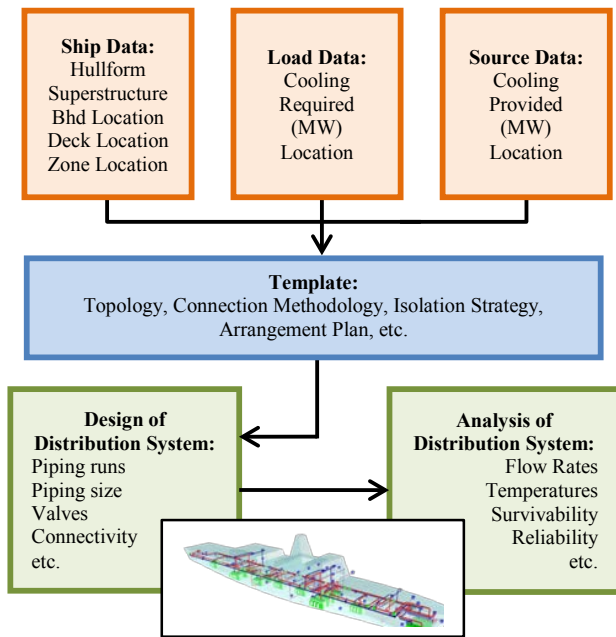 Ship Data:
Hullform
Superstructure
Bhd Location
Deck Location
Zone Location
Load Data:
Cooling
Required
(MW)
Location
Source Data:
Cooling
Provided
(MW)
Location
Template:
Topology, Connection Methodology, Isolation Strategy,
Arrangement Plan, etc.
Design of
Distribution System:
Piping runs
Piping size
Valves
Connectivity
etc.
Analysis of
Distribution System:
Flow Rates
Temperatures
Survivability
Reliability
etc.